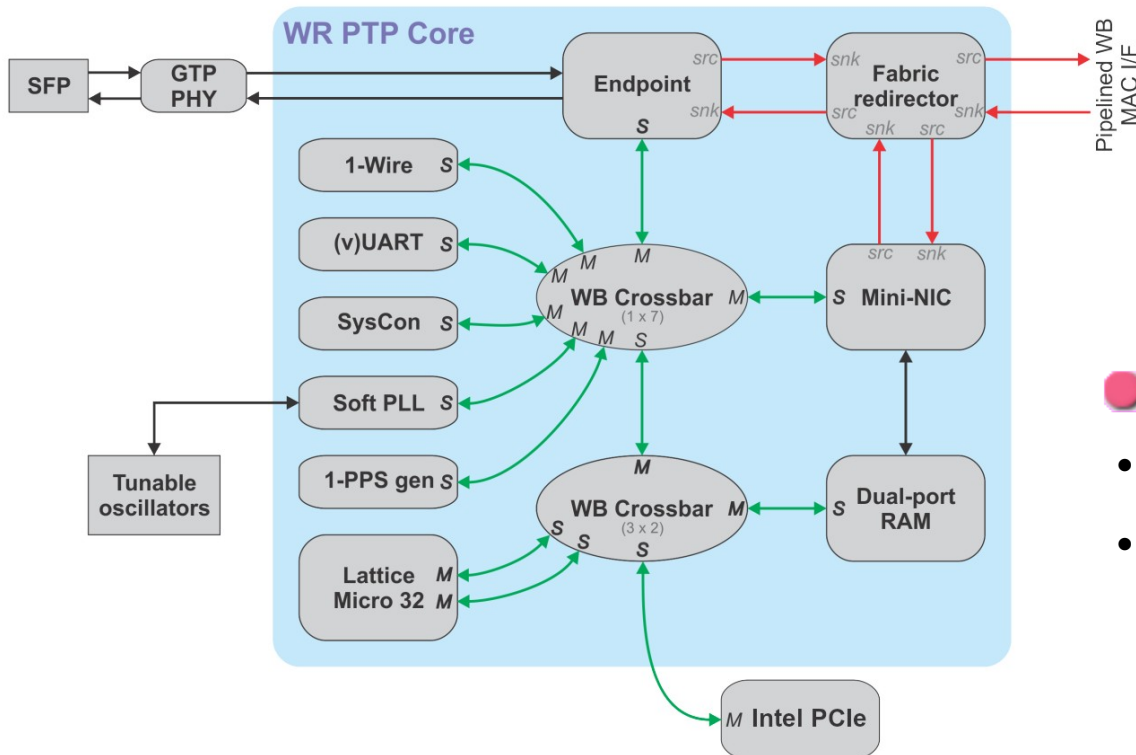 WR PTP Core
SFP
GTP
PHY
Endpoint
src
snk
S
snk
Fabric
redirector
src
src
snk
snk
src
Pipelined WB
MAC I/F
1-Wire S
(v)UART S
SysCon S
Soft PLL S
1-PPS gen S
Tunable
oscillators
Lattice
Micro 32
M
M
M
M
M
M
M
M
M
S
WB Crossbar
(1 x 7)
src
snk
S Mini-NIC
M
WB Crossbar M
(3 x 2)
S
S
S
S Dual-port
RAM
M Intel PCIe